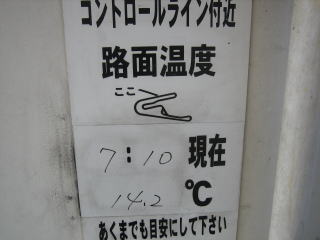 コントロールライン付近
路面温度
ここ
7:10 現在
14.2 ℃
あくまでも目安にして下さい